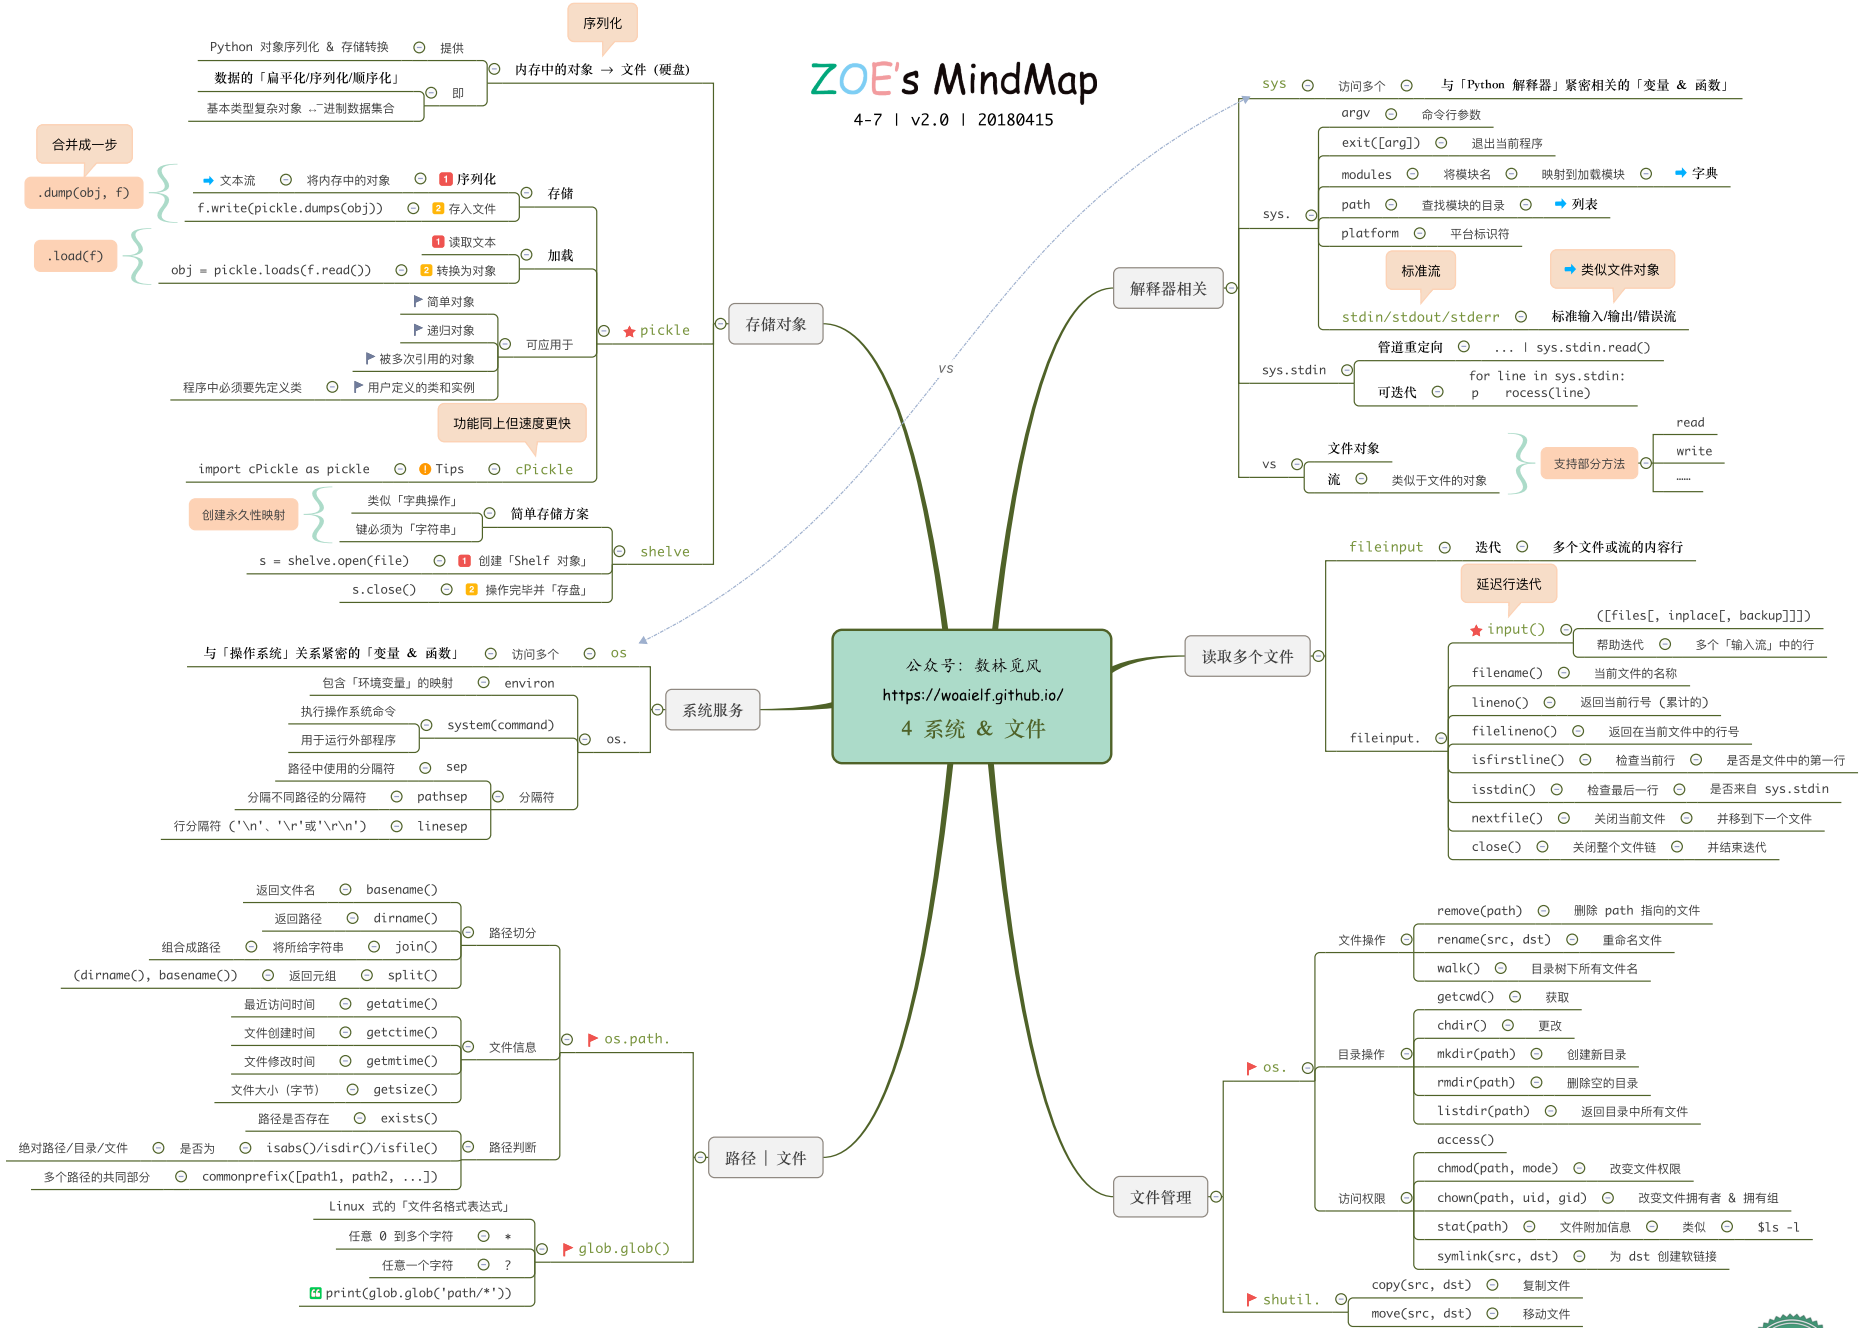 ZOE's MindMap
4-7 | v2.0 | 20180415
公众号：数林觅风
https://woaielf.github.io/
4 系统 & 文件
存储对象
序列化
内存中的对象 → 文件（硬盘）
提供
Python 对象序列化 & 存储转换
即
数据的「扁平化/序列化/顺序化」
基本类型复杂对象 ↔ 二进制数据集合
pickle
存储
1 序列化
将内存中的对象
文本流
2 存入文件
f.write(pickle.dumps(obj))
合并成一步
.dump(obj, f)
加载
1 读取文本
2 转换为对象
obj = pickle.loads(f.read())
.load(f)
可应用于
简单对象
递归对象
被多次引用的对象
用户定义的类和实例
程序中必须要先定义类
功能同上但速度更快
cPickle
Tips
import cPickle as pickle
shelve
简单存储方案
类似「字典操作」
键必须为「字符串」
创建永久性映射
1 创建「Shelf 对象」
s = shelve.open(file)
2 操作完毕并「存盘」
s.close()
vs
系统服务
os
访问多个
与「操作系统」关系紧密的「变量 & 函数」
os.
environ
包含「环境变量」的映射
system(command)
执行操作系统命令
用于运行外部程序
分隔符
sep
路径中使用的分隔符
pathsep
分隔不同路径的分隔符
linesep
行分隔符 ('\n'、'\r'或'\r\n')
路径 | 文件
os.path.
路径切分
basename()
返回文件名
dirname()
返回路径
join()
将所给字符串
组合成路径
split()
返回元组
(dirname(), basename())
文件信息
getatime()
最近访问时间
getctime()
文件创建时间
getmtime()
文件修改时间
getsize()
文件大小（字节）
路径判断
exists()
路径是否存在
isabs()/isdir()/isfile()
是否为
绝对路径/目录/文件
commonprefix([path1, path2, ...])
多个路径的共同部分
glob.glob()
Linux 式的「文件名格式表达式」
*
任意 0 到多个字符
?
任意一个字符
print(glob.glob('path/*'))
解释器相关
sys
访问多个
与「Python 解释器」紧密相关的「变量 & 函数」
sys.
argv
命令行参数
exit([arg])
退出当前程序
modules
将模块名
映射到加载模块
字典
path
查找模块的目录
列表
platform
平台标识符
标准流
类似文件对象
stdin/stdout/stderr
标准输入/输出/错误流
sys.stdin
管道重定向
... | sys.stdin.read()
可迭代
for line in sys.stdin:
p    rocess(line)
vs
文件对象
流
类似于文件的对象
支持部分方法
read
write
……
读取多个文件
fileinput
迭代
多个文件或流的内容行
延迟行迭代
fileinput.
input()
([files[, inplace[, backup]]])
帮助迭代
多个「输入流」中的行
filename()
当前文件的名称
lineno()
返回当前行号 (累计的)
filelineno()
返回在当前文件中的行号
isfirstline()
检查当前行
是否是文件中的第一行
isstdin()
检查最后一行
是否来自 sys.stdin
nextfile()
关闭当前文件
并移到下一个文件
close()
关闭整个文件链
并结束迭代
文件管理
os.
文件操作
remove(path)
删除 path 指向的文件
rename(src, dst)
重命名文件
walk()
目录树下所有文件名
目录操作
getcwd()
获取
chdir()
更改
mkdir(path)
创建新目录
rmdir(path)
删除空的目录
listdir(path)
返回目录中所有文件
访问权限
access()
chmod(path, mode)
改变文件权限
chown(path, uid, gid)
改变文件拥有者 & 拥有组
stat(path)
文件附加信息
类似
$ls -l
symlink(src, dst)
为 dst 创建软链接
shutil.
copy(src, dst)
复制文件
move(src, dst)
移动文件